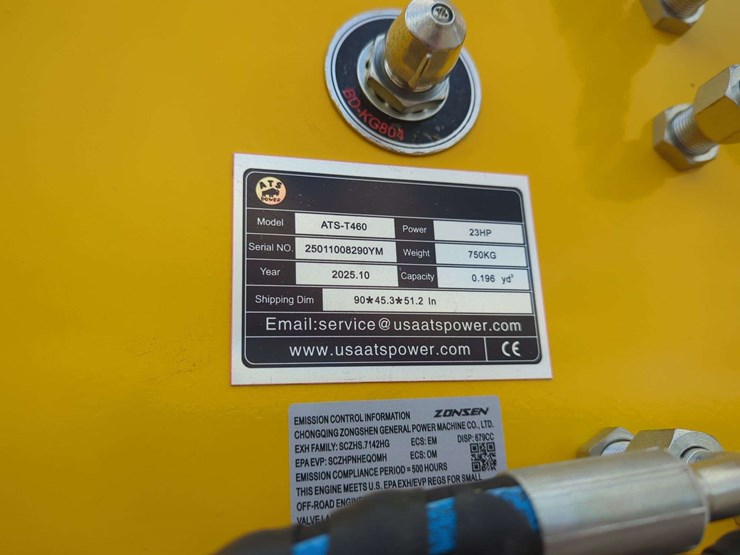 BD-KG804
ATS
POWER
Model ATS-T460 Power 23HP
Serial NO. 25011008290YM Weight 750KG
Year 2025.10 Capacity 0.196 yd³
Shipping Dim 90*45.3*51.2 In
Email:service@usaatspower.com
www.usaatspower.com CE
EMISSION CONTROL INFORMATION ZONSEN
CHONGQING ZONGSHEN GENERAL POWER MACHINE CO., LTD.
EXH FAMILY: SCZHS.7142HG ECS: EM DISP: 679CC
EPA EVP: SCZHPNHEQOMH ECS: OM
EMISSION COMPLIANCE PERIOD = 500 HOURS
THIS ENGINE MEETS U.S. EPA EXH/EVP REGS FOR SMALL
OFF-ROAD